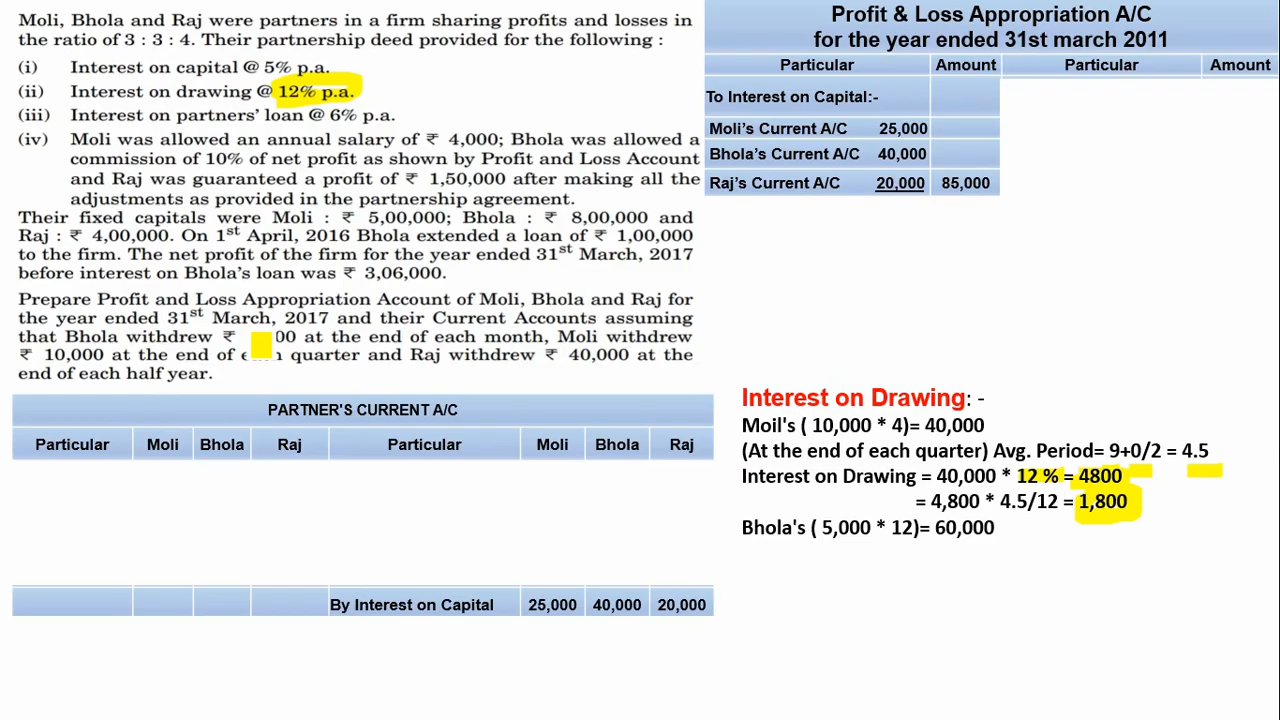 Moli, Bhola and Raj were partners in a firm sharing profits and losses in
the ratio of 3 : 3 : 4. Their partnership deed provided for the following :
(i) Interest on capital @ 5% p.a.
(ii) Interest on drawing @ 12% p.a.
(iii) Interest on partners' loan @ 6% p.a.
(iv) Moli was allowed an annual salary of ₹ 4,000; Bhola was allowed a
commission of 10% of net profit as shown by Profit and Loss Account
and Raj was guaranteed a profit of ₹ 1,50,000 after making all the
adjustments as provided in the partnership agreement.
Their fixed capitals were Moli : ₹ 5,00,000; Bhola : ₹ 8,00,000 and
Raj : ₹ 4,00,000. On 1st April, 2016 Bhola extended a loan of ₹ 1,00,000
to the firm. The net profit of the firm for the year ended 31st March, 2017
before interest on Bhola's loan was ₹ 3,06,000.
Prepare Profit and Loss Appropriation Account of Moli, Bhola and Raj for
the year ended 31st March, 2017 and their Current Accounts assuming
that Bhola withdrew ₹ 00 at the end of each month, Moli withdrew
₹ 10,000 at the end of quarter and Raj withdrew ₹ 40,000 at the
end of each half year.
Profit & Loss Appropriation A/C
for the year ended 31st march 2011
Particular Amount Particular Amount
To Interest on Capital:-
Moli's Current A/C 25,000
Bhola's Current A/C 40,000
Raj's Current A/C 20,000 85,000
PARTNER'S CURRENT A/C
Particular Moli Bhola Raj Particular Moli Bhola Raj
By Interest on Capital 25,000 40,000 20,000
Interest on Drawing: -
Moil's ( 10,000 * 4)= 40,000
(At the end of each quarter) Avg. Period= 9+0/2 = 4.5
Interest on Drawing = 40,000 * 12 % = 4800
= 4,800 * 4.5/12 = 1,800
Bhola's ( 5,000 * 12)= 60,000